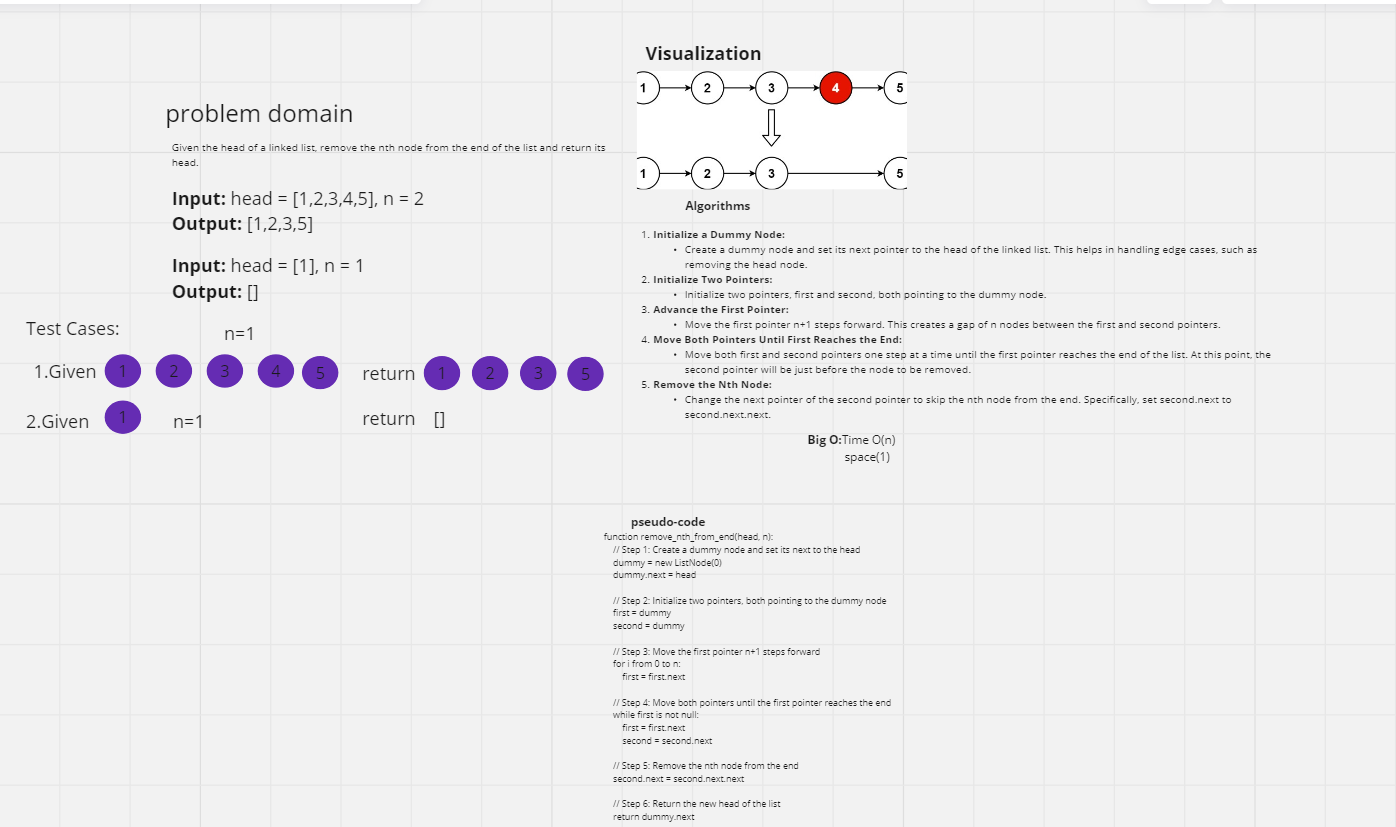 problem domain
Given the head of a linked list, remove the nth node from the end of the list and return its
head.
Input: head = [1,2,3,4,5], n = 2
Output: [1,2,3,5]
Input: head = [1], n = 1
Output: []
Test Cases:
n=1
1.Given 1 2 3 4 5 return 1 2 3 5
2.Given 1 n=1 return []
Visualization
1 2 3 4 5
1 2 3 5
Algorithms
1. Initialize a Dummy Node:
• Create a dummy node and set its next pointer to the head of the linked list. This helps in handling edge cases, such as
removing the head node.
2. Initialize Two Pointers:
• Initialize two pointers, first and second, both pointing to the dummy node.
3. Advance the First Pointer:
• Move the first pointer n+1 steps forward. This creates a gap of n nodes between the first and second pointers.
4. Move Both Pointers Until First Reaches the End:
• Move both first and second pointers one step at a time until the first pointer reaches the end of the list. At this point, the
second pointer will be just before the node to be removed.
5. Remove the Nth Node:
• Change the next pointer of the second pointer to skip the nth node from the end. Specifically, set second.next to
second.next.next.
Big O:Time O(n)
space(1)
pseudo-code
function remove_nth_from_end(head, n):
// Step 1: Create a dummy node and set its next to the head
dummy = new ListNode(0)
dummy.next = head
// Step 2: Initialize two pointers, both pointing to the dummy node
first = dummy
second = dummy
// Step 3: Move the first pointer n+1 steps forward
for i from 0 to n:
first = first.next
// Step 4: Move both pointers until the first pointer reaches the end
while first is not null:
first = first.next
second = second.next
// Step 5: Remove the nth node from the end
second.next = second.next.next
// Step 6: Return the new head of the list
return dummy.next